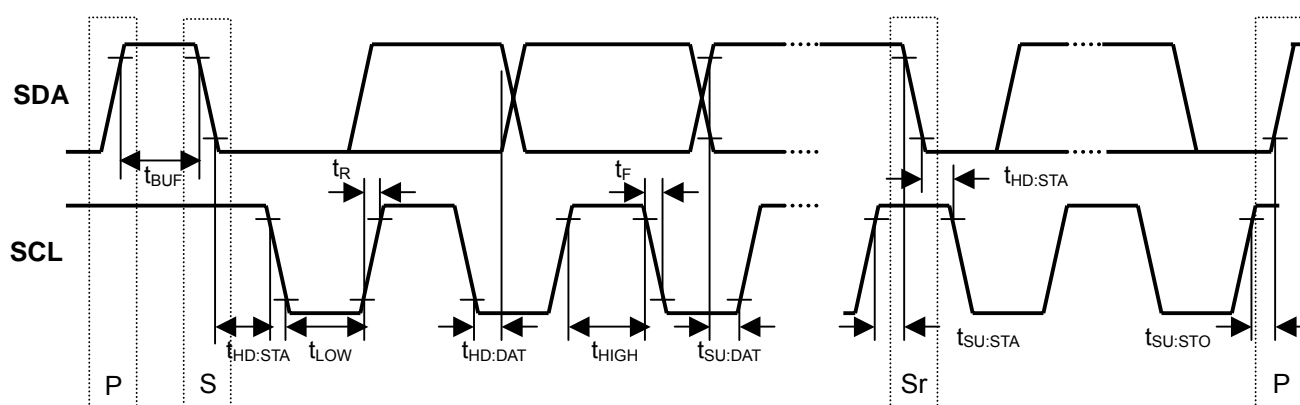 SDA
tBUF
tR
tF
tHD:STA
SCL
tHD:STA
tLOW
tHD:DAT
tHIGH
tSU:DAT
tSU:STA
tSU:STO
P
S
Sr
P